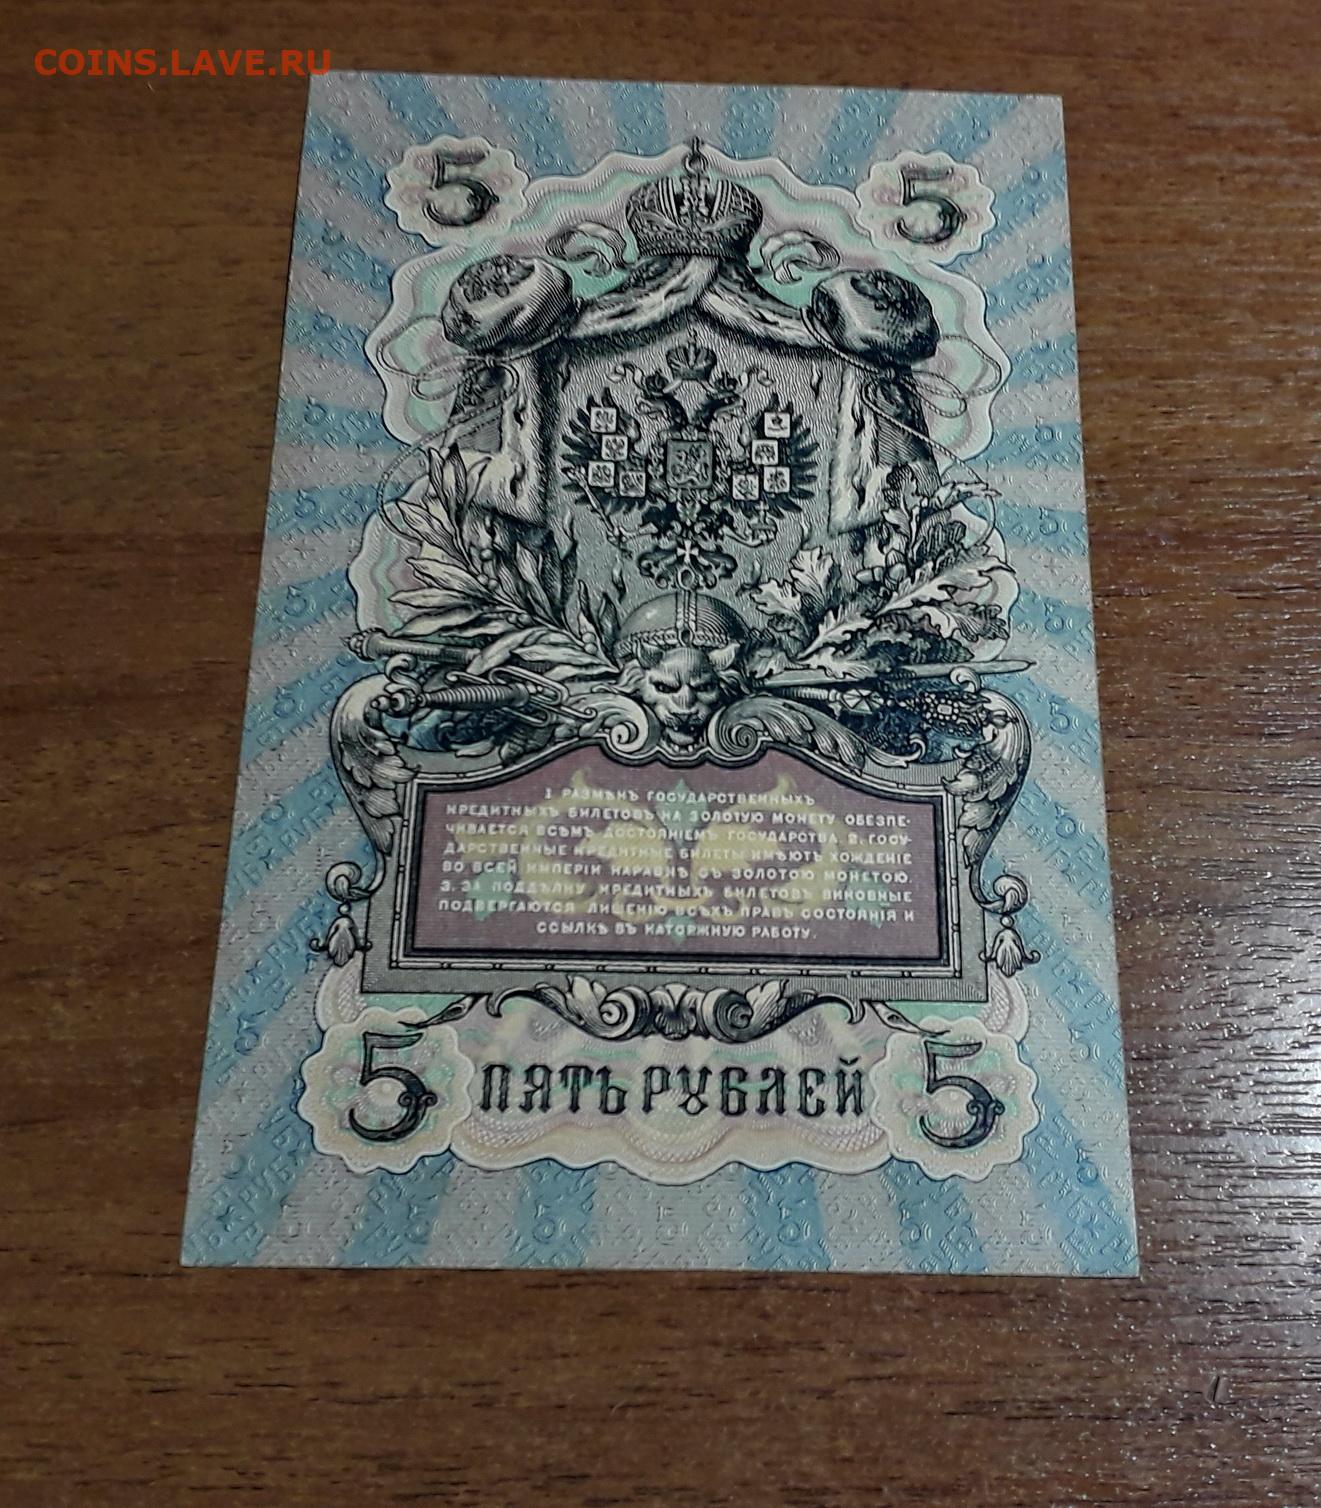 COINS.LAVE.RU
5 5
1. РАЗМѢНЪ ГОСУДАРСТВЕННЫХЪ
КРЕДИТНЫХЪ БИЛЕТОВЪ НА ЗОЛОТУЮ МОНЕТУ ОБЕЗПЕ-
ЧИВАЕТСЯ ВСѢМЪ ДОСТОЯНІЕМЪ ГОСУДАРСТВА. 2. ГОСУ-
ДАРСТВЕННЫЕ КРЕДИТНЫЕ БИЛЕТЫ ИМѢЮТЪ ХОЖДЕНІЕ
ВО ВСЕЙ ИМПЕРІИ НАРАВНѢ СЪ ЗОЛОТОЮ МОНЕТОЮ.
3. ЗА ПОДДѢЛКУ КРЕДИТНЫХЪ БИЛЕТОВЪ ВИНОВНЫЕ
ПОДВЕРГАЮТСЯ ЛИШЕНІЮ ВСѢХЪ ПРАВЪ СОСТОЯНІЯ И
ССЫЛКѢ ВЪ КАТОРЖНУЮ РАБОТУ.
5 ПЯТЬ РУБЛЕЙ 5